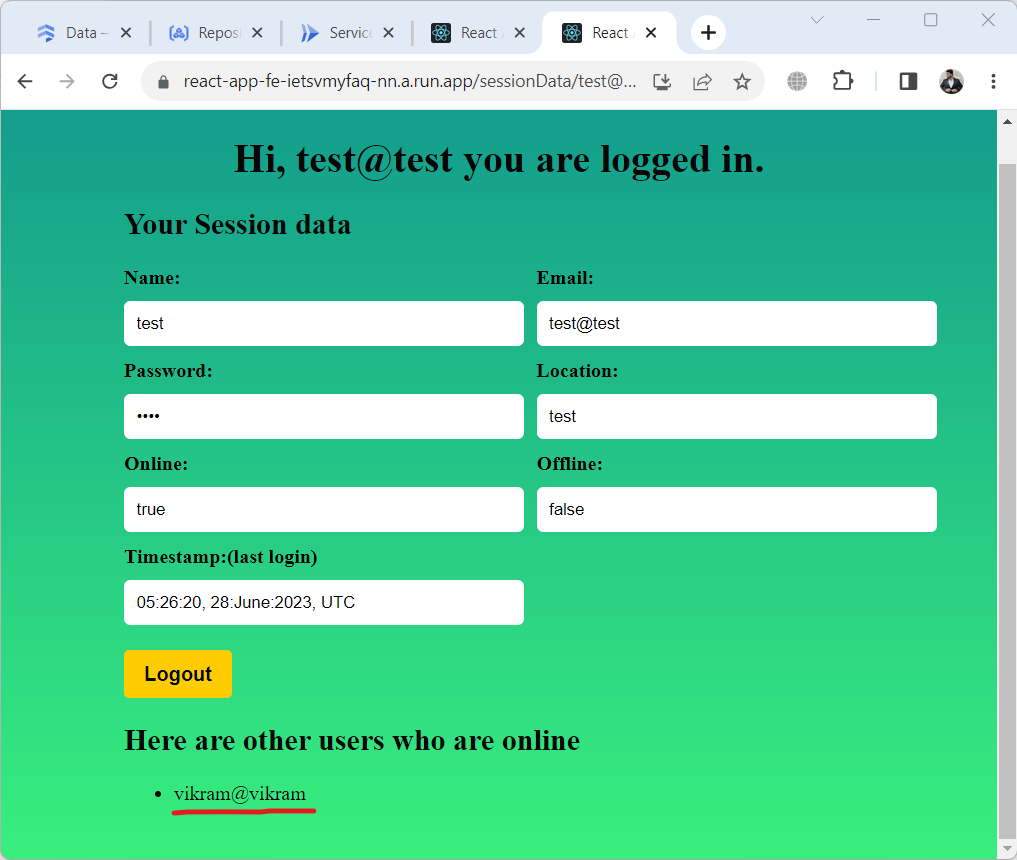 Data –
Reposi
Service
React
React
react-app-fe-ietsvmyfaq-nn.a.run.app/sessionData/test@...
Hi, test@test you are logged in.
Your Session data
Name:
Email:
test
test@test
Password:
Location:
••••
test
Online:
Offline:
true
false
Timestamp:(last login)
05:26:20, 28:June:2023, UTC
Logout
Here are other users who are online
• vikram@vikram